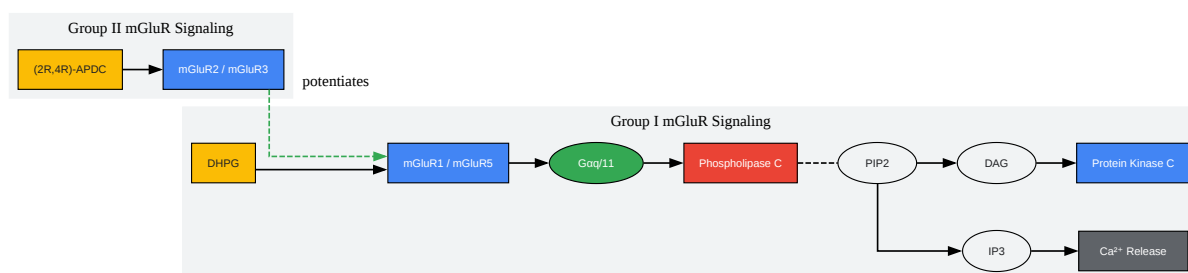 Group II mGluR Signaling
(2R,4R)-APDC
mGluR2 / mGluR3
potentiates
Group I mGluR Signaling
DHPG
mGluR1 / mGluR5
Gαq/11
Phospholipase C
PIP2
DAG
Protein Kinase C
IP3
Ca²⁺ Release